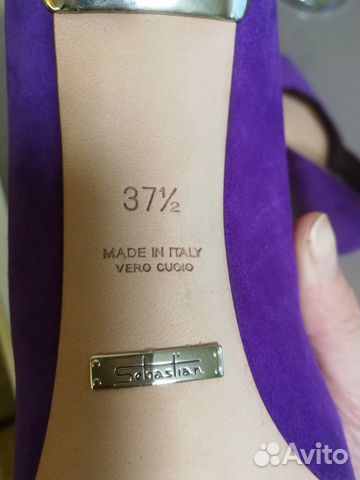 37½
MADE IN ITALY
VERO CUOIO
Sebastian
Avito